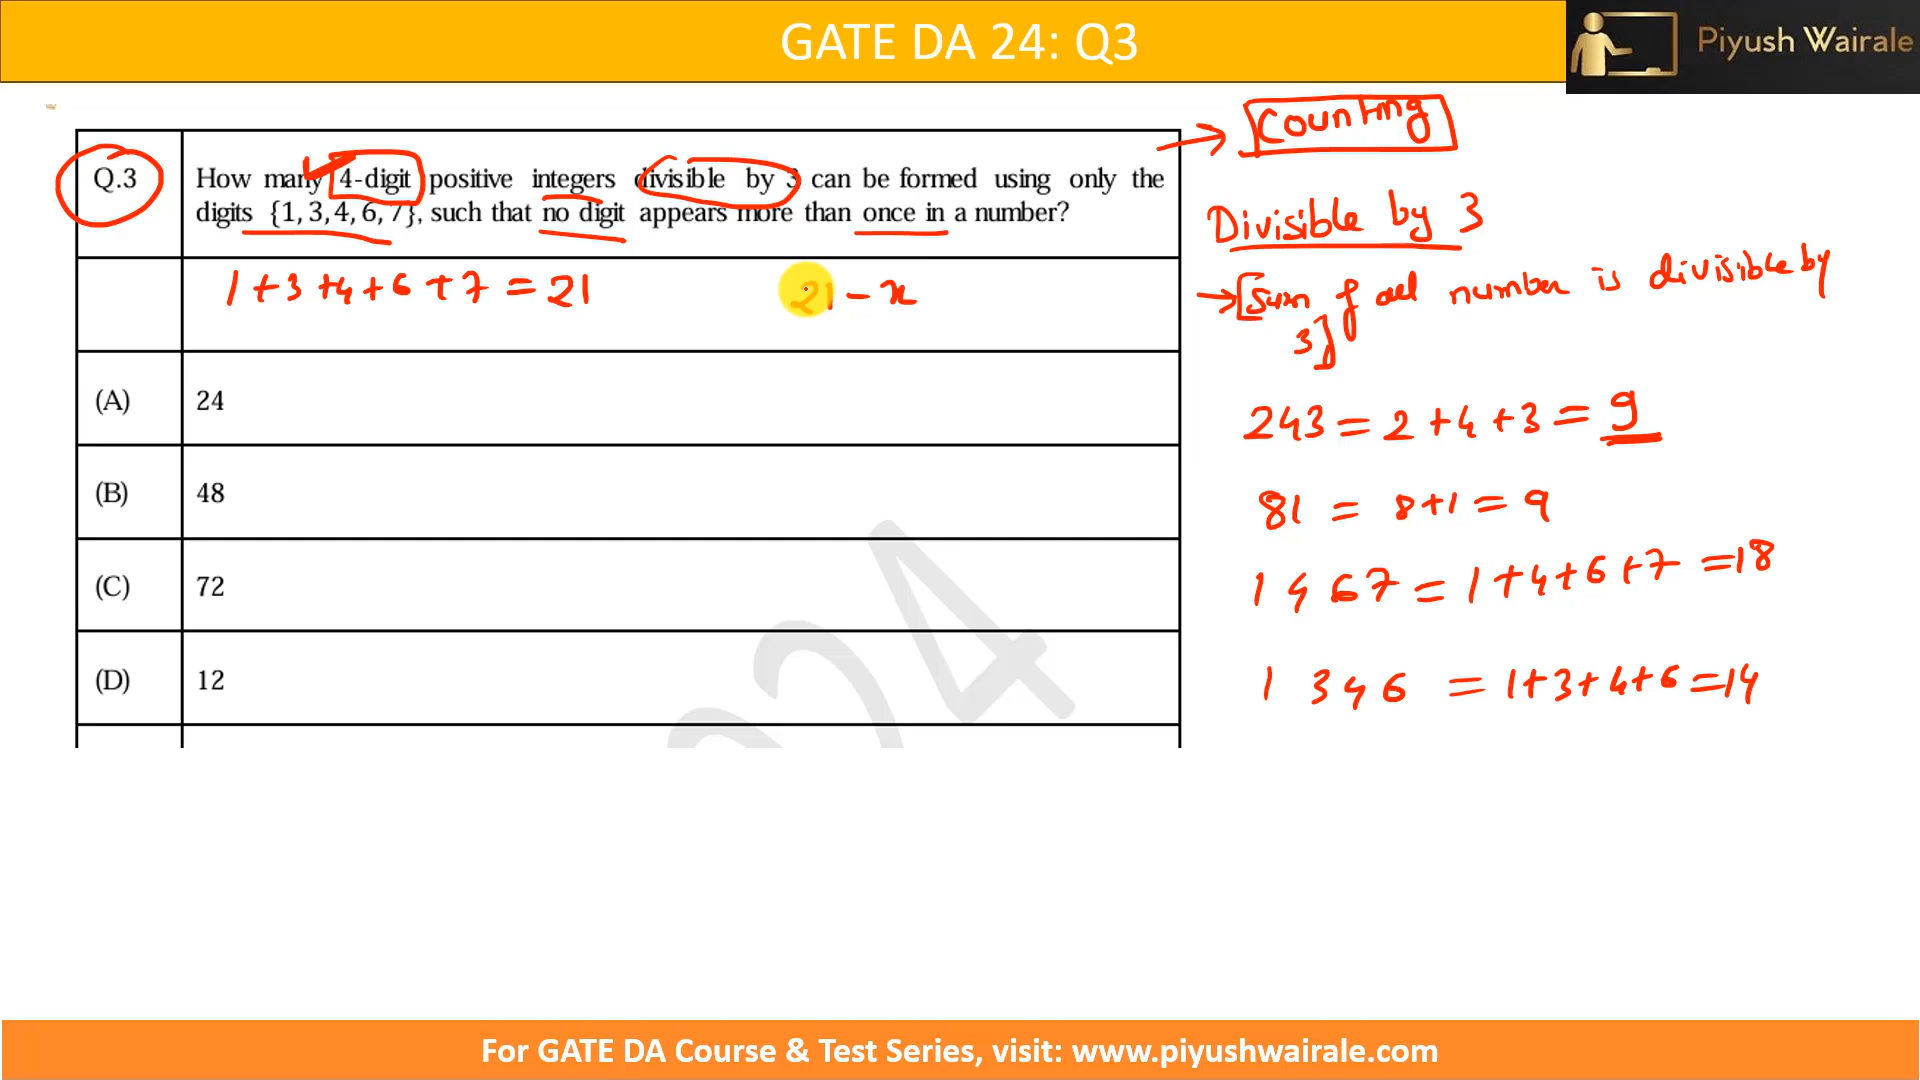 GATE DA 24: Q3
Piyush Wairale
Counting
Q.3
How many 4-digit positive integers divisible by 3 can be formed using only the
digits {1, 3, 4, 6, 7}, such that no digit appears more than once in a number?
1+3+4+6+7=21
21-x
(A) 24
(B) 48
(C) 72
(D) 12
24
Divisible by 3
→[Sum of all number is divisible by
3]
243=2+4+3=9
81=8+1=9
1467=1+4+6+7=18
1346=1+3+4+6=14
For GATE DA Course & Test Series, visit: www.piyushwairale.com